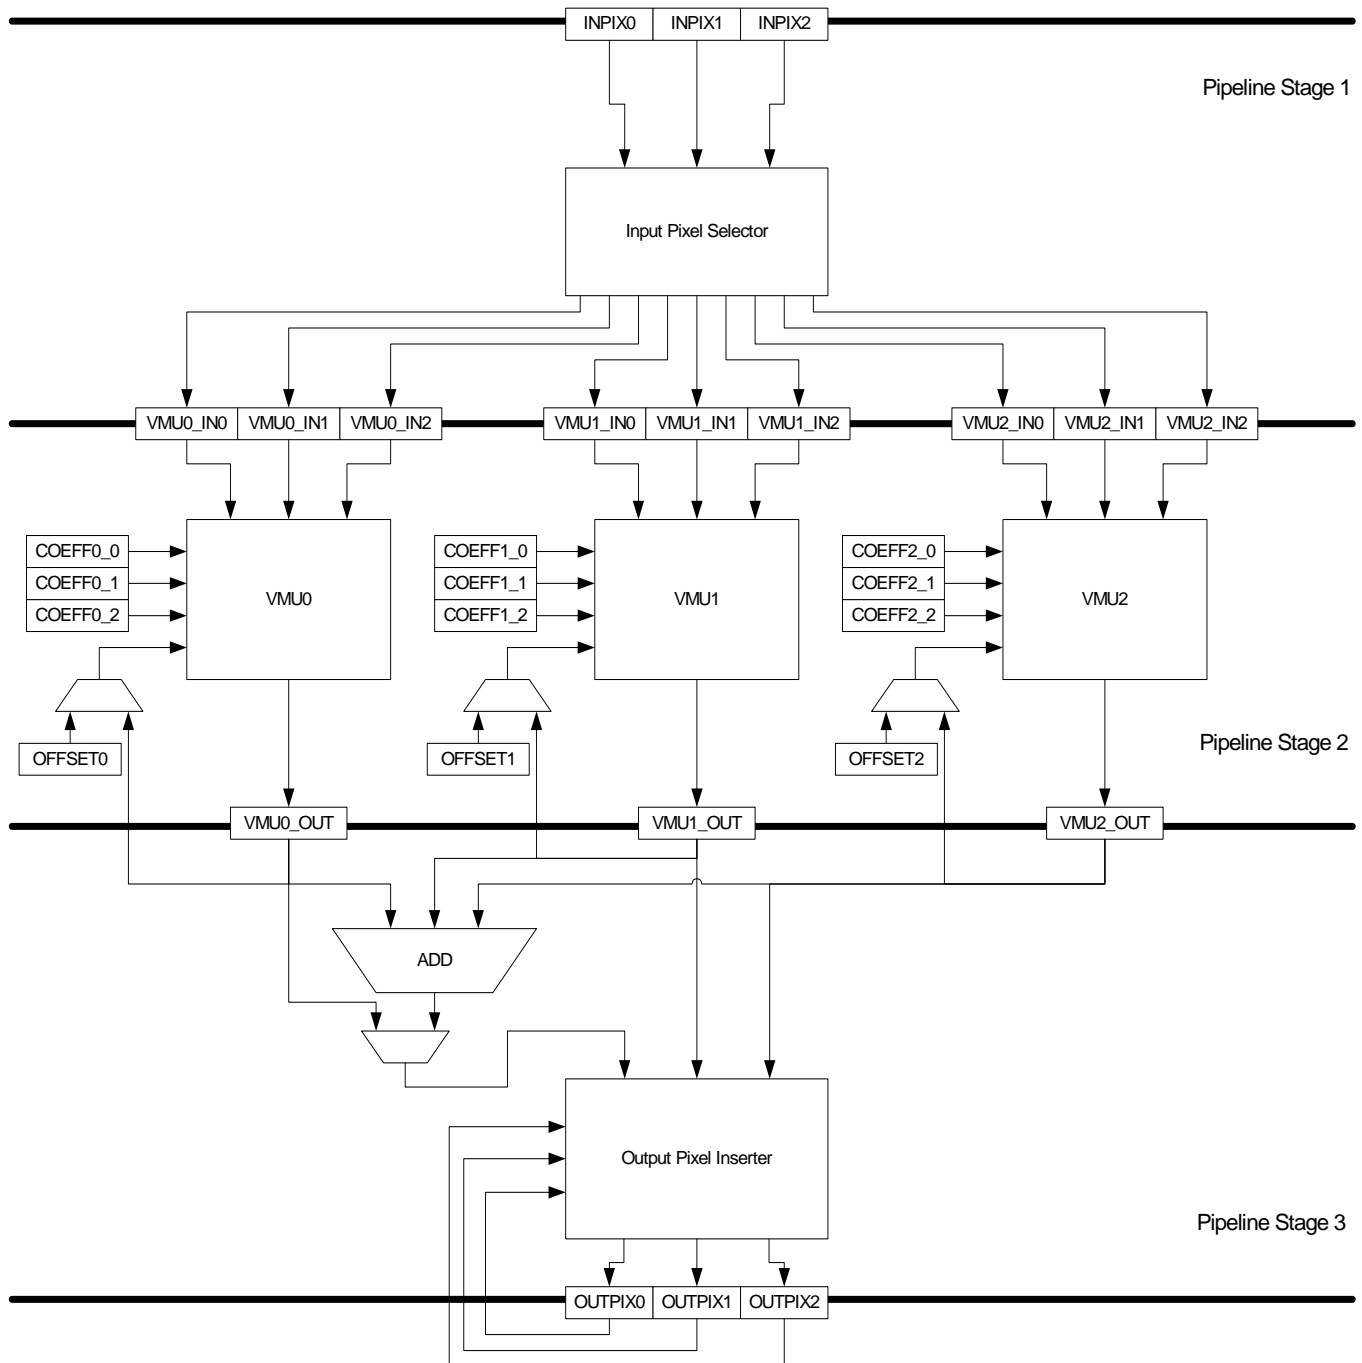 INPIX0 INPIX1 INPIX2
Pipeline Stage 1
Input Pixel Selector
VMU0_IN0 VMU0_IN1 VMU0_IN2 VMU1_IN0 VMU1_IN1 VMU1_IN2 VMU2_IN0 VMU2_IN1 VMU2_IN2
COEFF0_0 COEFF1_0 COEFF2_0
COEFF0_1 COEFF1_1 COEFF2_1
VMU0 VMU1 VMU2
COEFF0_2 COEFF1_2 COEFF2_2
Pipeline Stage 2
OFFSET0 OFFSET1 OFFSET2
VMU0_OUT VMU1_OUT VMU2_OUT
ADD
Output Pixel Inserter
Pipeline Stage 3
OUTPIX0 OUTPIX1 OUTPIX2